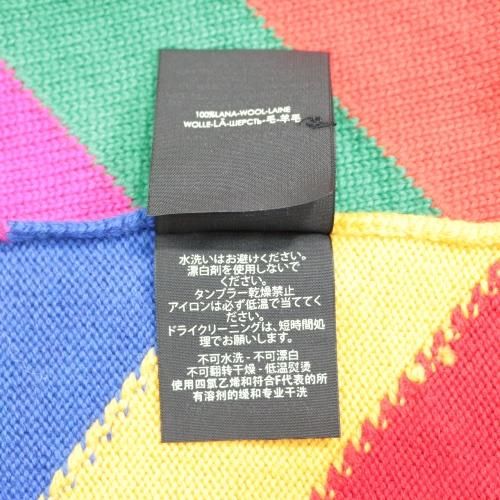 100%LANA-WOOL-LAINE
WOLLE-LÃ-ШЕРСТЬ-毛-羊毛
水洗いはお避けください。
漂白剤を使用しないで
ください。
タンブラー乾燥禁止
アイロンは必ず低温で当ててく
ださい。
ドライクリーニングは、短時間処
理でお願いします。
不可水洗 - 不可漂白
不可翻转干燥 - 低温熨烫
使用四氯乙烯和符合F代表的所
有溶剂的缓和专业干洗